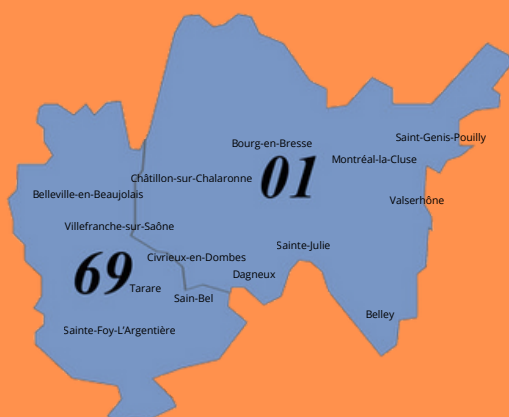 Saint-Genis-Pouilly
Bourg-en-Bresse
Montréal-la-Cluse
01
Châtillon-sur-Chalaronne
Belleville-en-Beaujolais
Valserhône
Villefranche-sur-Saône
Sainte-Julie
Civrieux-en-Dombes
69
Dagneux
Tarare
Sain-Bel
Belley
Sainte-Foy-L'Argentière